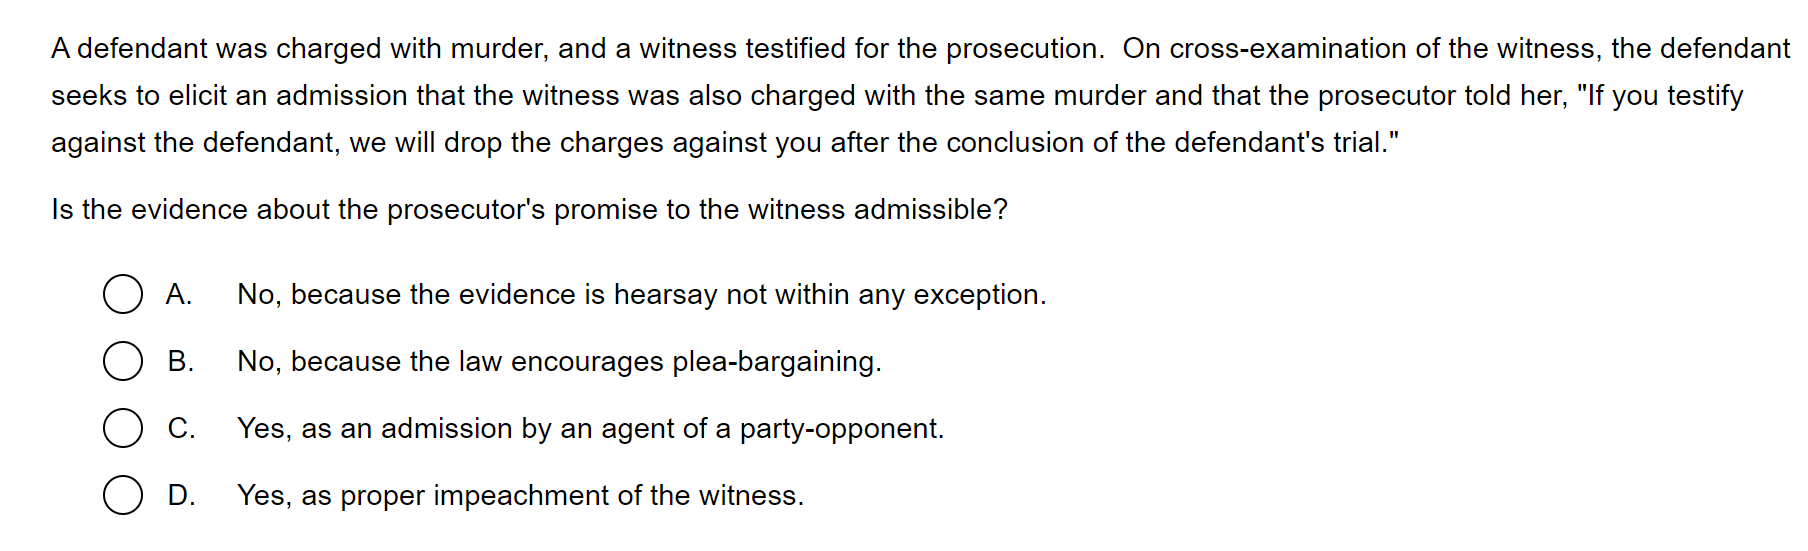 A defendant was charged with murder, and a witness testified for the prosecution.  On cross-examination of the witness, the defendant
seeks to elicit an admission that the witness was also charged with the same murder and that the prosecutor told her, "If you testify
against the defendant, we will drop the charges against you after the conclusion of the defendant's trial."
Is the evidence about the prosecutor's promise to the witness admissible?
A. No, because the evidence is hearsay not within any exception.
B. No, because the law encourages plea-bargaining.
C. Yes, as an admission by an agent of a party-opponent.
D. Yes, as proper impeachment of the witness.